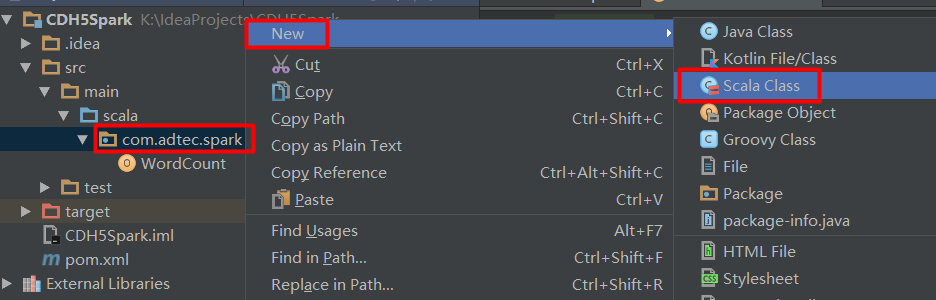 CDH5Spark K:\IdeaProjects\CDH5Spark
.idea
src
main
scala
com.adtec.spark
WordCount
test
target
CDH5Spark.iml
pom.xml
External Libraries
New
Cut Ctrl+X
Copy Ctrl+C
Copy Path Ctrl+Shift+C
Copy as Plain Text
Copy Reference Ctrl+Alt+Shift+C
Paste Ctrl+V
Find Usages Alt+F7
Find in Path... Ctrl+Shift+F
Replace in Path... Ctrl+Shift+R
Java Class
Kotlin File/Class
Scala Class
Package Object
Groovy Class
File
Package
package-info.java
HTML File
Stylesheet